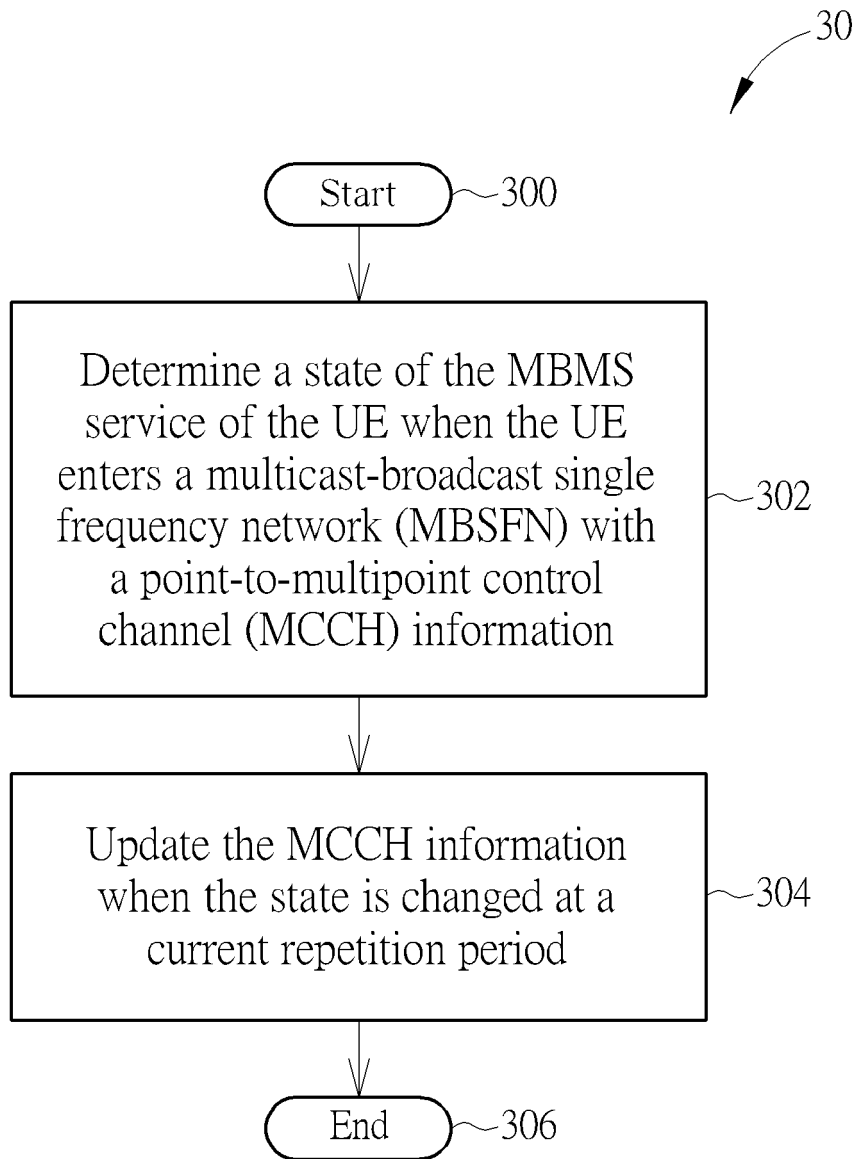 30
Start
300
Determine a state of the MBMS
service of the UE when the UE
enters a multicast-broadcast single
frequency network (MBSFN) with
a point-to-multipoint control
channel (MCCH) information
302
Update the MCCH information
when the state is changed at a
current repetition period
304
End
306